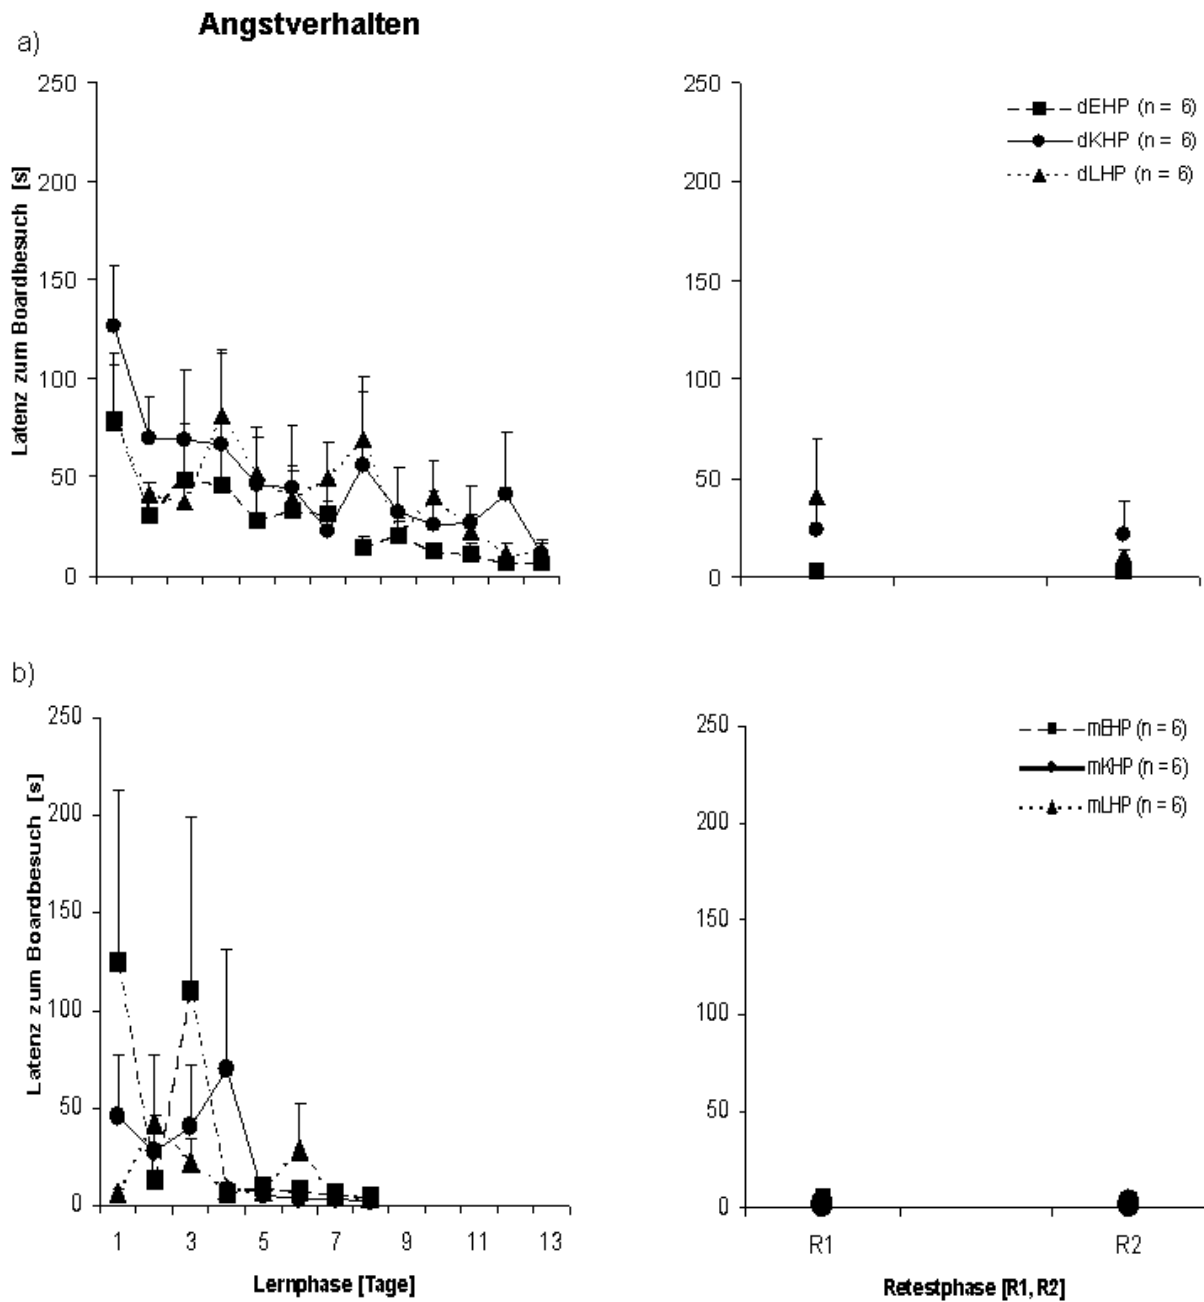 Angstverhalten
a)
Latenz zum Boardbesuch [s]
250
200
150
100
50
0
250
200
150
100
50
0
dEHP (n = 6)
dKHP (n = 6)
dLHP (n = 6)
b)
Latenz zum Boardbesuch [s]
250
200
150
100
50
0
1 3 5 7 9 11 13
Lernphase [Tage]
250
200
150
100
50
0
mEHP (n = 6)
mKHP (n = 6)
mLHP (n = 6)
R1 R2
Retestphase [R1, R2]